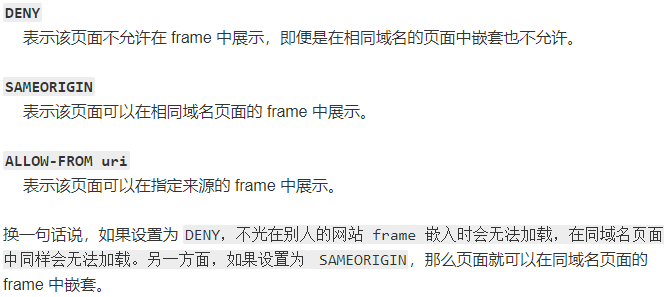 DENY
表示该页面不允许在 frame 中展示，即便是在相同域名的页面中嵌套也不允许。
SAMEORIGIN
表示该页面可以在相同域名页面的 frame 中展示。
ALLOW-FROM uri
表示该页面可以在指定来源的 frame 中展示。
换一句话说，如果设置为 DENY，不光在别人的网站 frame 嵌入时会无法加载，在同域名页面
中同样会无法加载。另一方面，如果设置为 SAMEORIGIN，那么页面就可以在同域名页面的
frame 中嵌套。